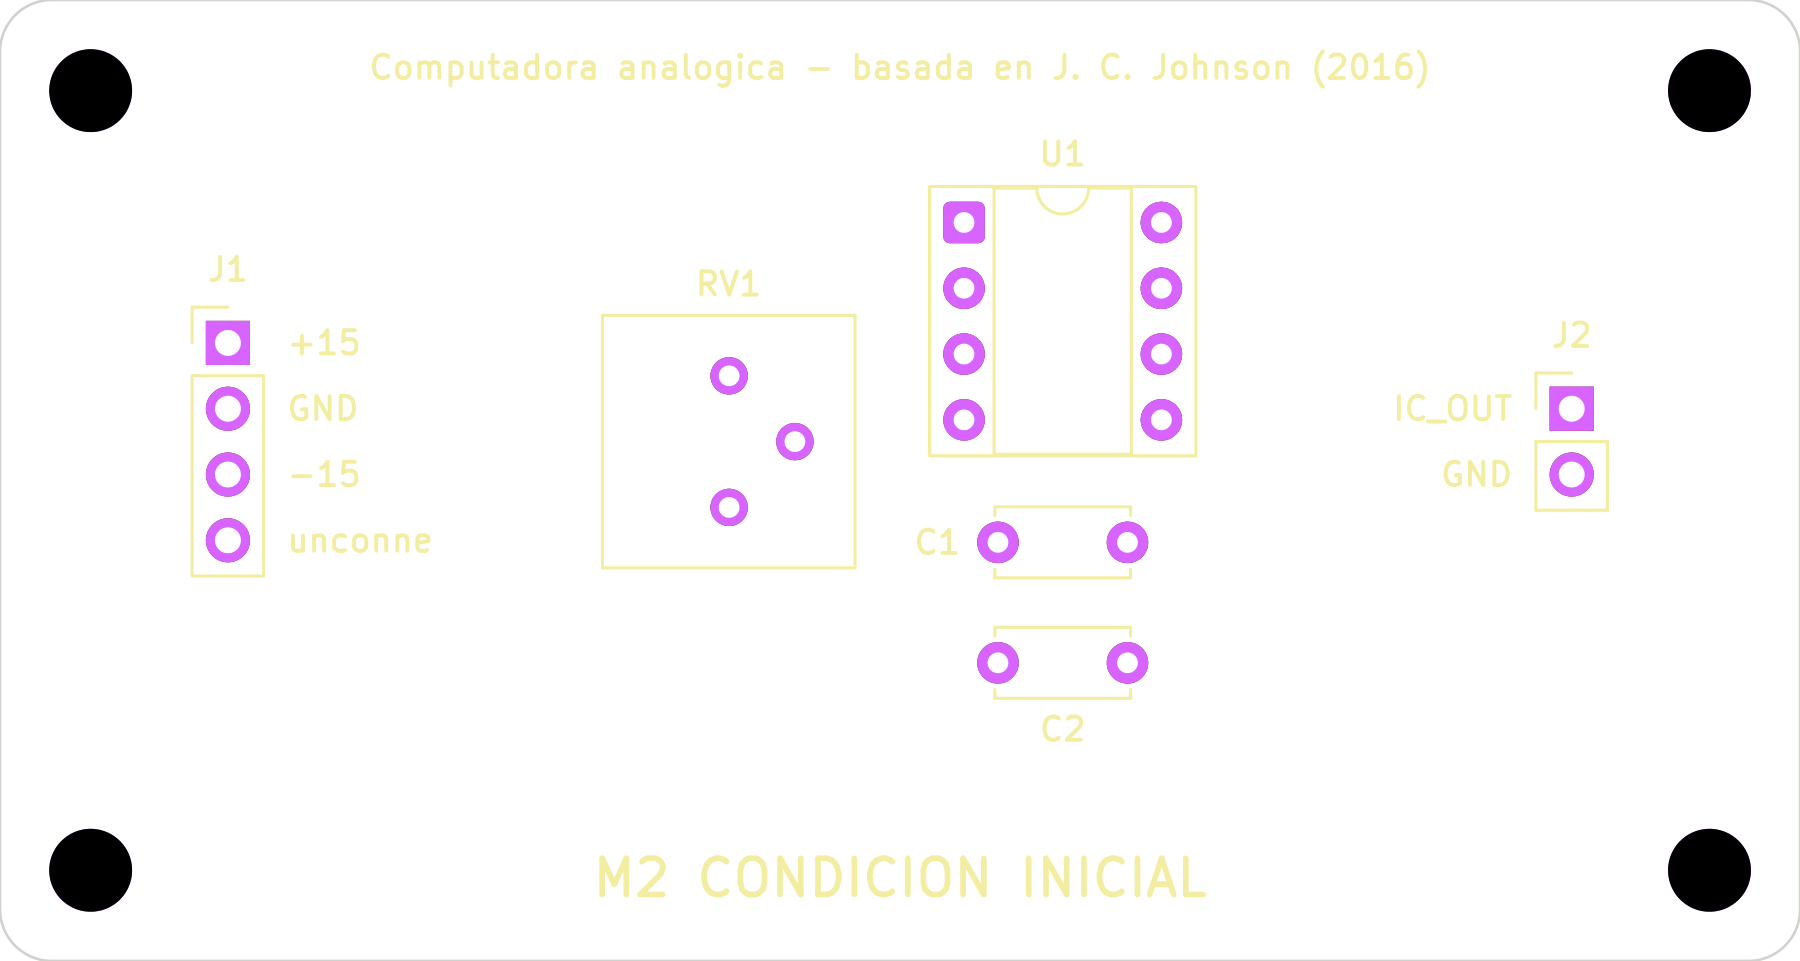 Computadora analogica - basada en J. C. Johnson (2016)
U1
J1
RV1
+15
J2
GND
IC_OUT
-15
GND
unconne
C1
C2
M2 CONDICION INICIAL